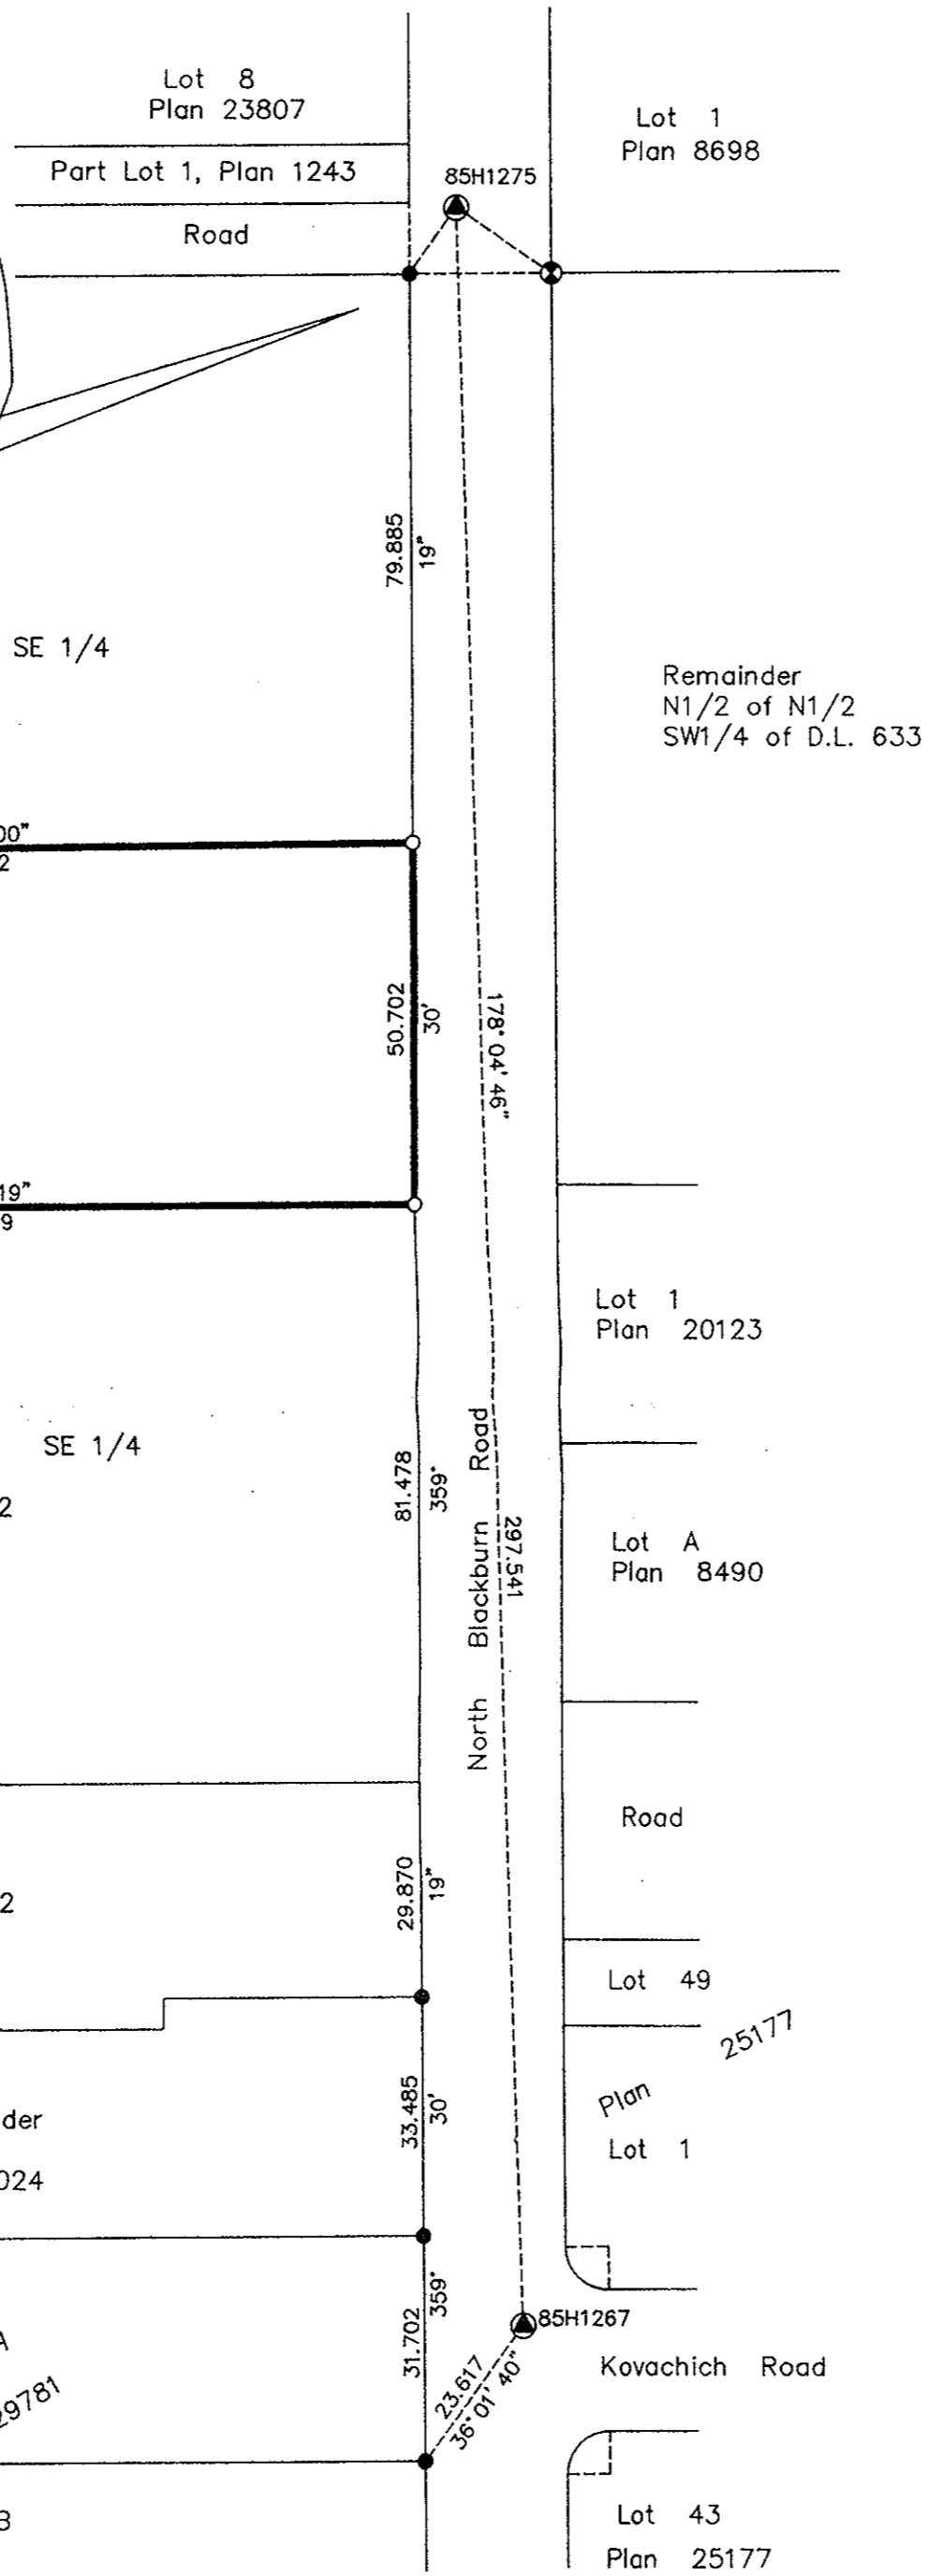 Lot 8
Plan 23807
Lot 1
Plan 8698
Part Lot 1, Plan 1243
85H1275
Road
79.885
19"
SE 1/4
Remainder
N1/2 of N1/2
SW1/4 of D.L. 633
00"
2
50.702
30'
178° 04' 46"
19"
9
Lot 1
Plan 20123
SE 1/4
81.478
359°
North Blackburn Road
297.541
2
Lot A
Plan 8490
Road
29.870
19"
2
Lot 49
25177
Plan
33.485
30'
der
Lot 1
024
31.702
359°
85H1267
A
Kovachich Road
23.617
36° 01' 40"
29781
Lot 43
Plan 25177